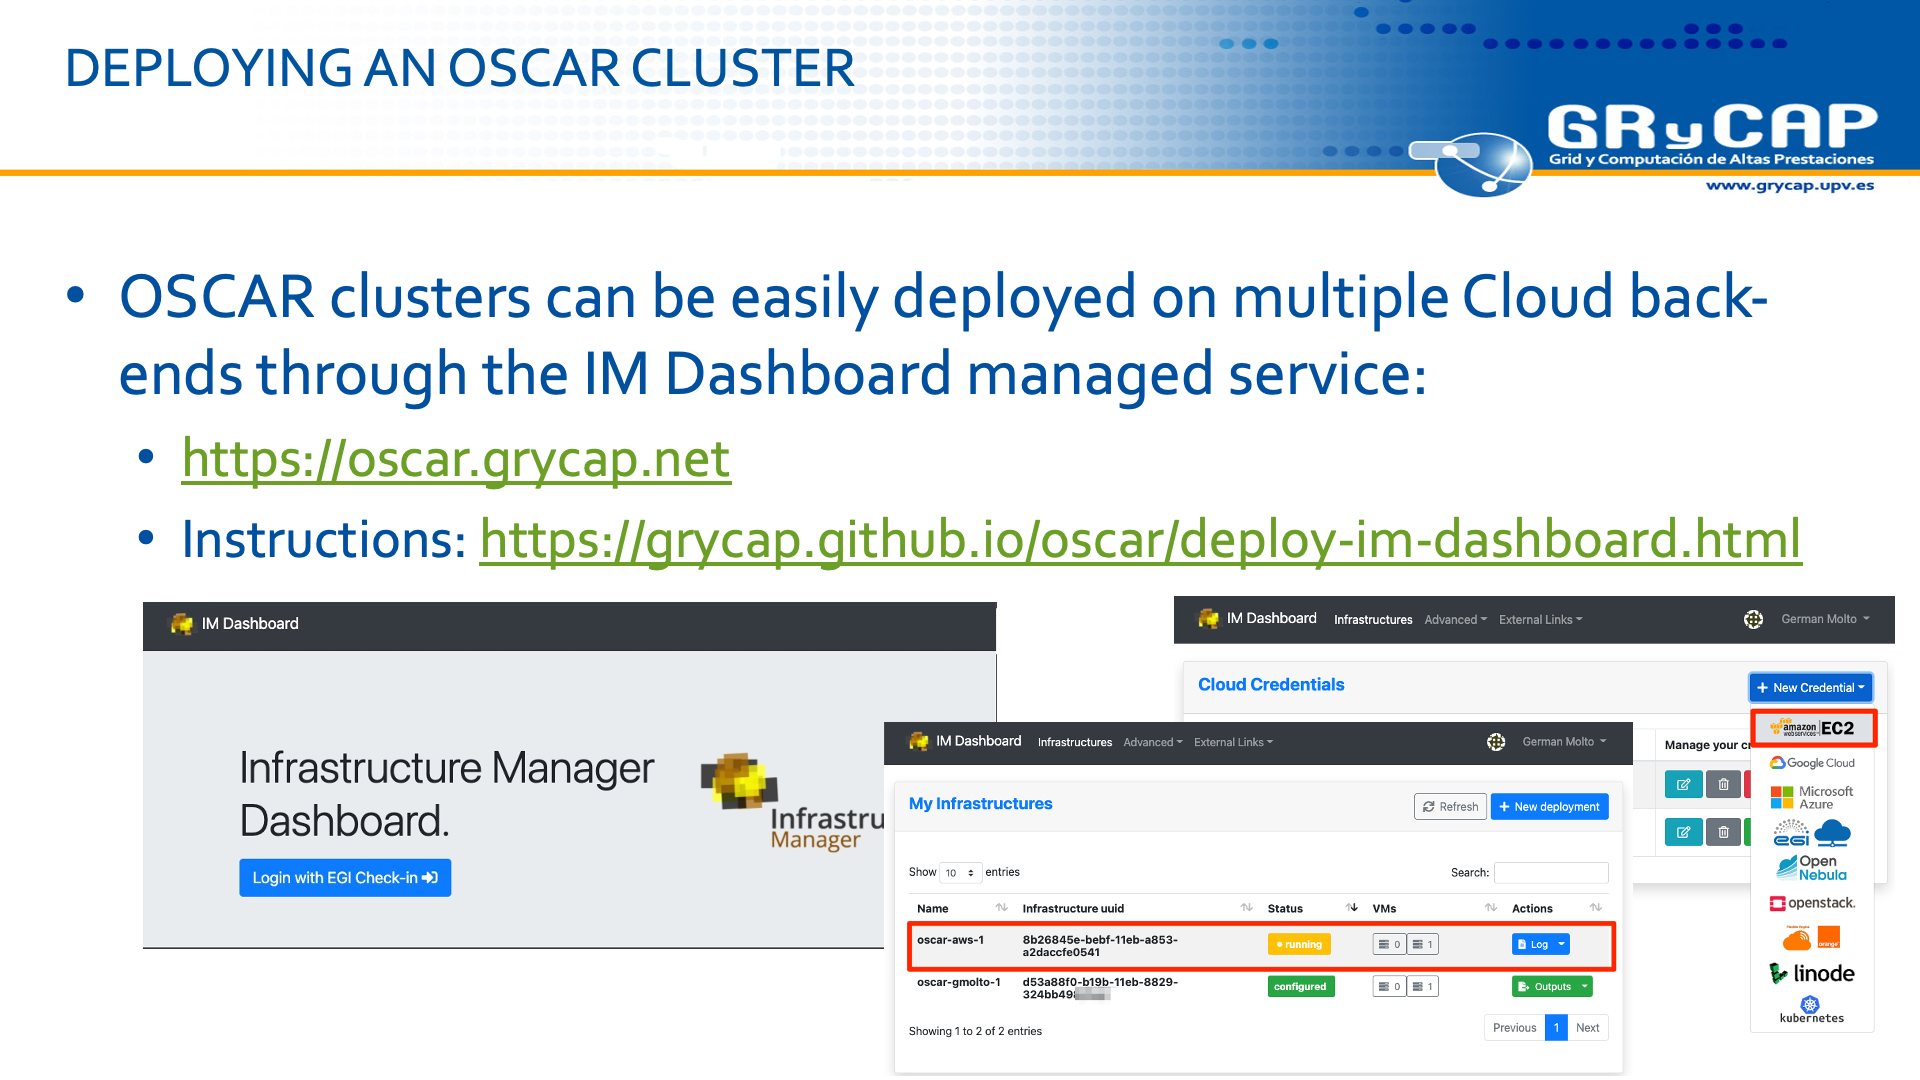 DEPLOYING AN OSCAR CLUSTER
GRyCAP
Grid y Computación de Altas Prestaciones
www.grycap.upv.es
• OSCAR clusters can be easily deployed on multiple Cloud back-
ends through the IM Dashboard managed service:
• https://oscar.grycap.net
• Instructions: https://grycap.github.io/oscar/deploy-im-dashboard.html
IM Dashboard
Infrastructure Manager
Dashboard.
Login with EGI Check-in
Infrastru
Manager
IM Dashboard Infrastructures Advanced External Links German Molto
Cloud Credentials
+ New Credential
Manage your cr
amazon webservices EC2
Google Cloud
Microsoft
Azure
egi
Open
Nebula
openstack.
orange
linode
kubernetes
IM Dashboard Infrastructures Advanced External Links German Molto
My Infrastructures
Refresh + New deployment
Show 10 entries Search:
Name Infrastructure uuid Status VMs Actions
oscar-aws-1 8b26845e-bebf-11eb-a853- running 0 1 Log
a2daccfe0541
oscar-gmolto-1 d53a88f0-b19b-11eb-8829- configured 0 1 Outputs
324bb498
Showing 1 to 2 of 2 entries
Previous 1 Next